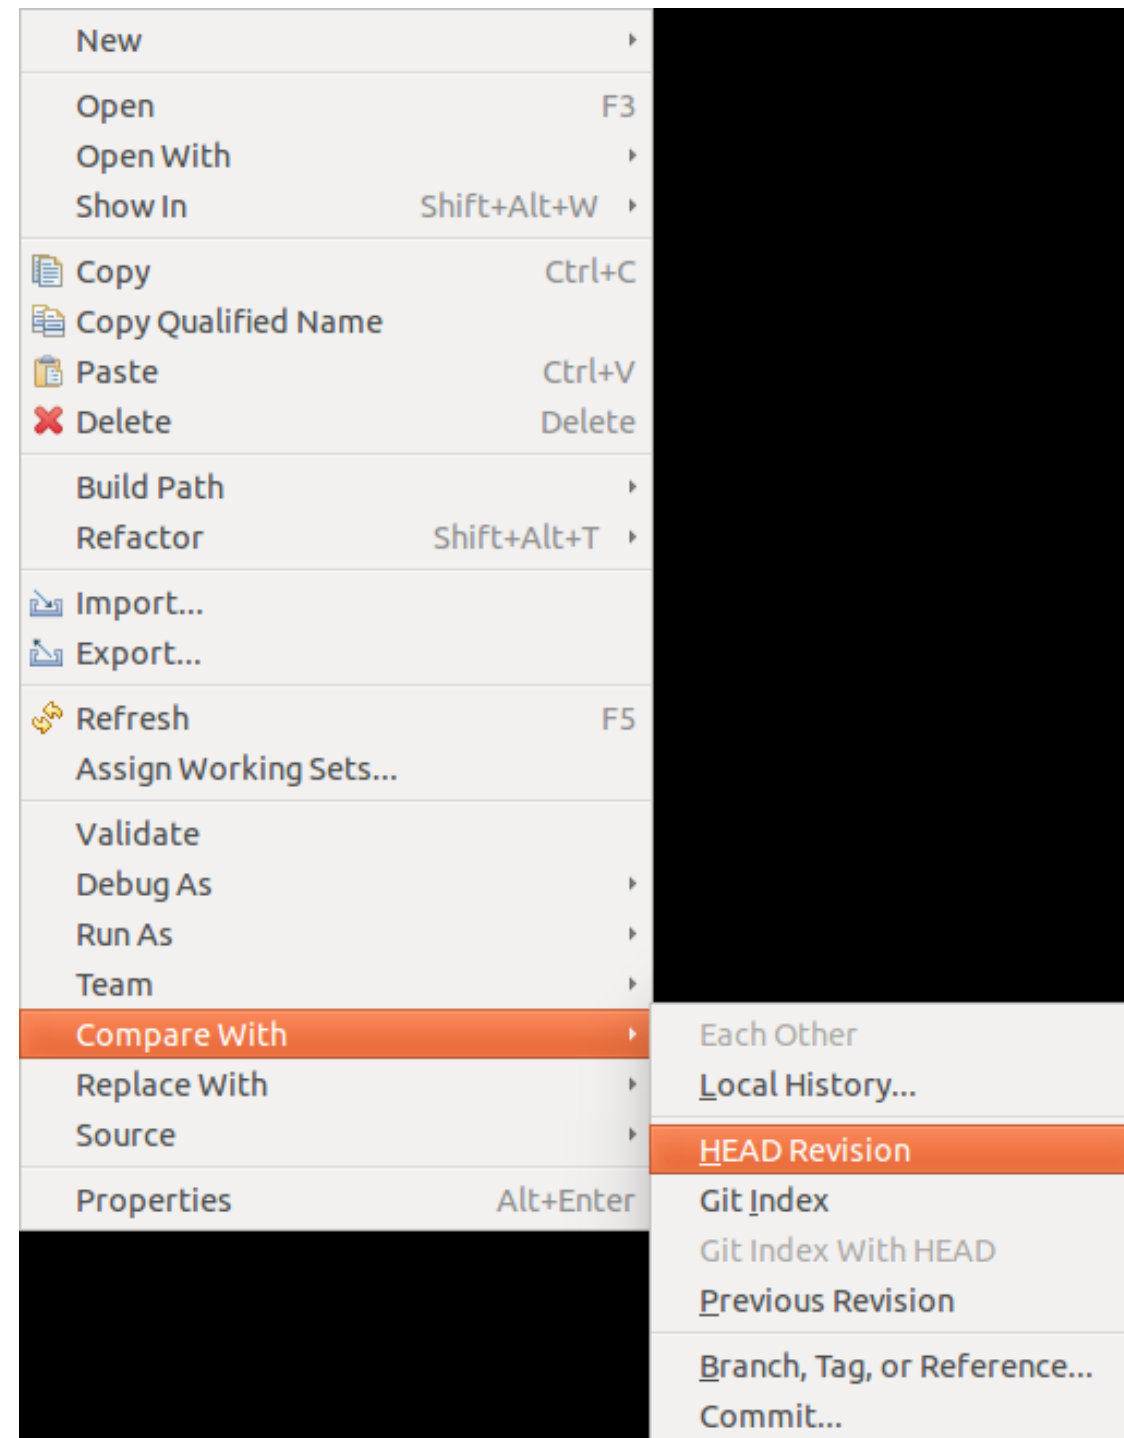 New
Open F3
Open With
Show In Shift+Alt+W
Copy Ctrl+C
Copy Qualified Name
Paste Ctrl+V
Delete Delete
Build Path
Refactor Shift+Alt+T
Import...
Export...
Refresh F5
Assign Working Sets...
Validate
Debug As
Run As
Team
Compare With
Replace With
Source
Properties Alt+Enter
Each Other
Local History...
HEAD Revision
Git Index
Git Index With HEAD
Previous Revision
Branch, Tag, or Reference...
Commit...